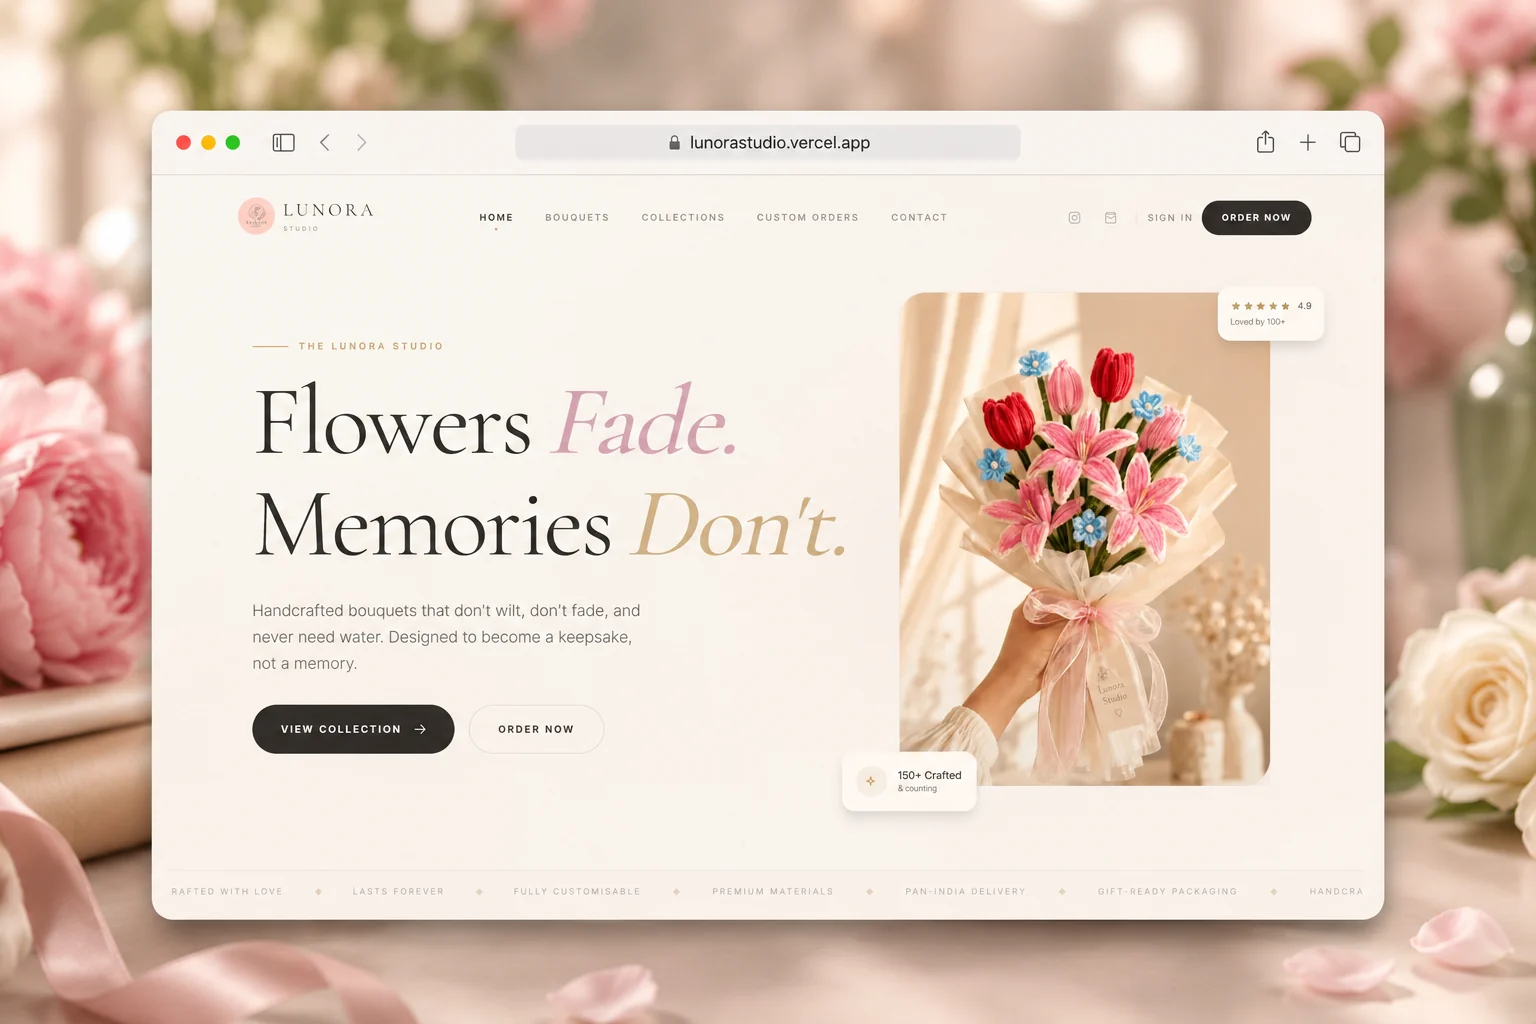 lunorastudio.vercel.app
LUNORA
STUDIO
HOME
BOUQUETS
COLLECTIONS
CUSTOM ORDERS
CONTACT
SIGN IN
ORDER NOW
THE LUNORA STUDIO
Flowers Fade.
Memories Don't.
Handcrafted bouquets that don't wilt, don't fade, and
never need water. Designed to become a keepsake,
not a memory.
VIEW COLLECTION →
ORDER NOW
★★★★★ 4.9
Loved by 100+
Lunora
Studio
150+ Crafted
& counting
RAFTED WITH LOVE ◆ LASTS FOREVER ◆ FULLY CUSTOMISABLE ◆ PREMIUM MATERIALS ◆ PAN-INDIA DELIVERY ◆ GIFT-READY PACKAGING ◆ HANDCRA